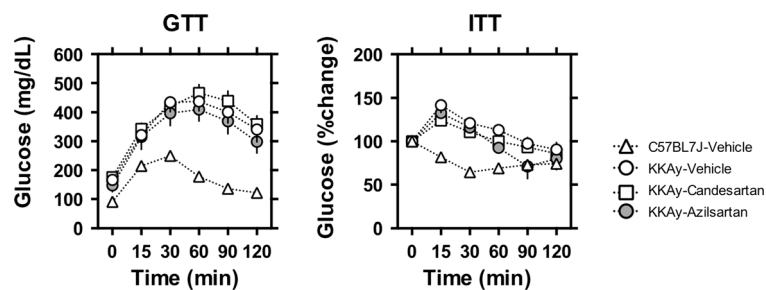 GTT
Glucose (mg/dL)
600
500
400
300
200
100
0
0 15 30 60 90 120
Time (min)
ITT
Glucose (%change)
200
150
100
50
0
0 15 30 60 90 120
Time (min)
C57BL7J-Vehicle
KKAy-Vehicle
KKAy-Candesartan
KKAy-Azilsartan